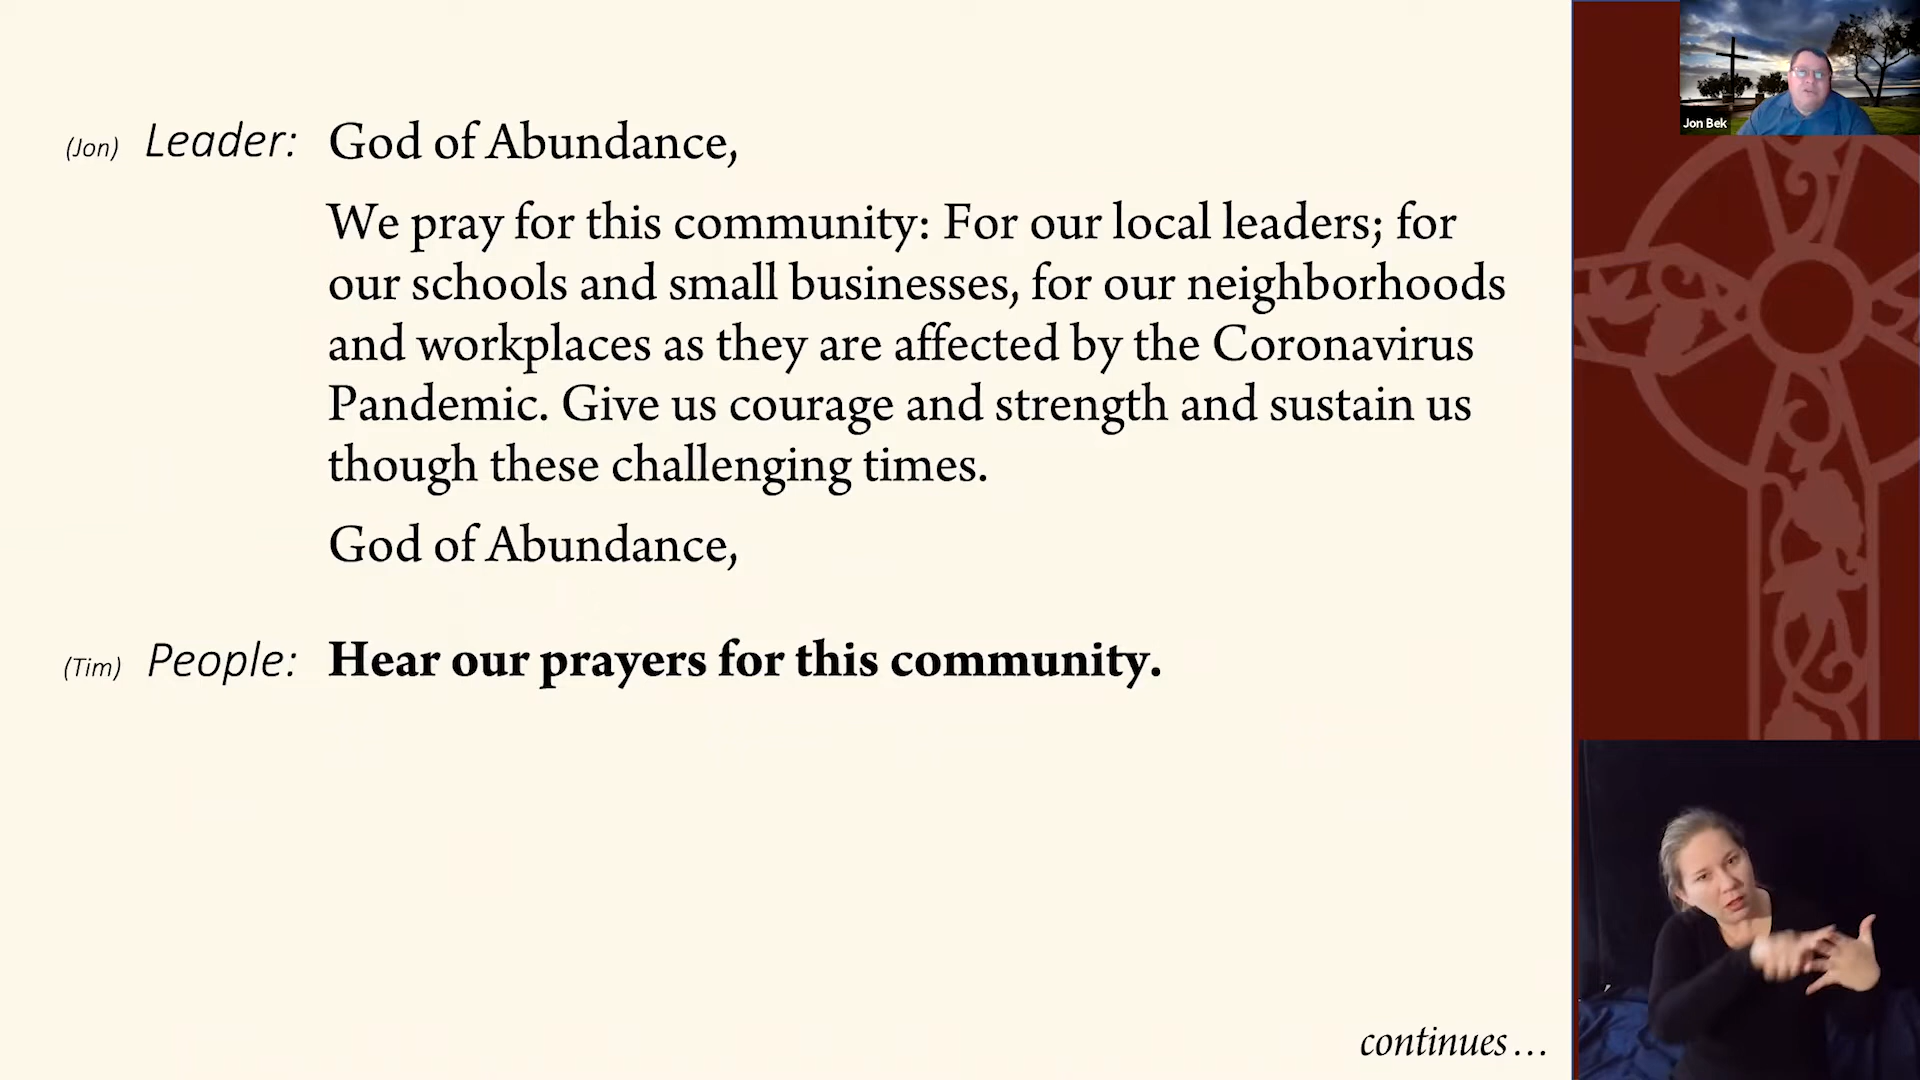 (Jon) Leader: God of Abundance,
We pray for this community: For our local leaders; for
our schools and small businesses, for our neighborhoods
and workplaces as they are affected by the Coronavirus
Pandemic. Give us courage and strength and sustain us
though these challenging times.
God of Abundance,
(Tim) People: Hear our prayers for this community.
continues...
Jon Bek